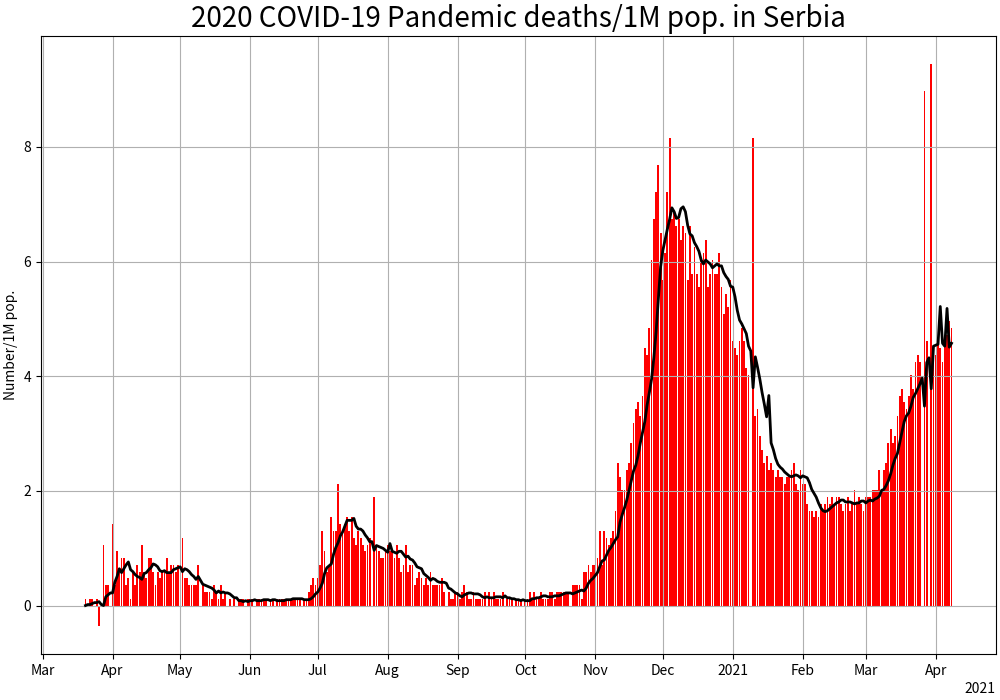 2020 COVID-19 Pandemic deaths/1M pop. in Serbia
Number/1M pop.
8
6
4
2
0
Mar Apr May Jun Jul Aug Sep Oct Nov Dec 2021 Feb Mar Apr
2021